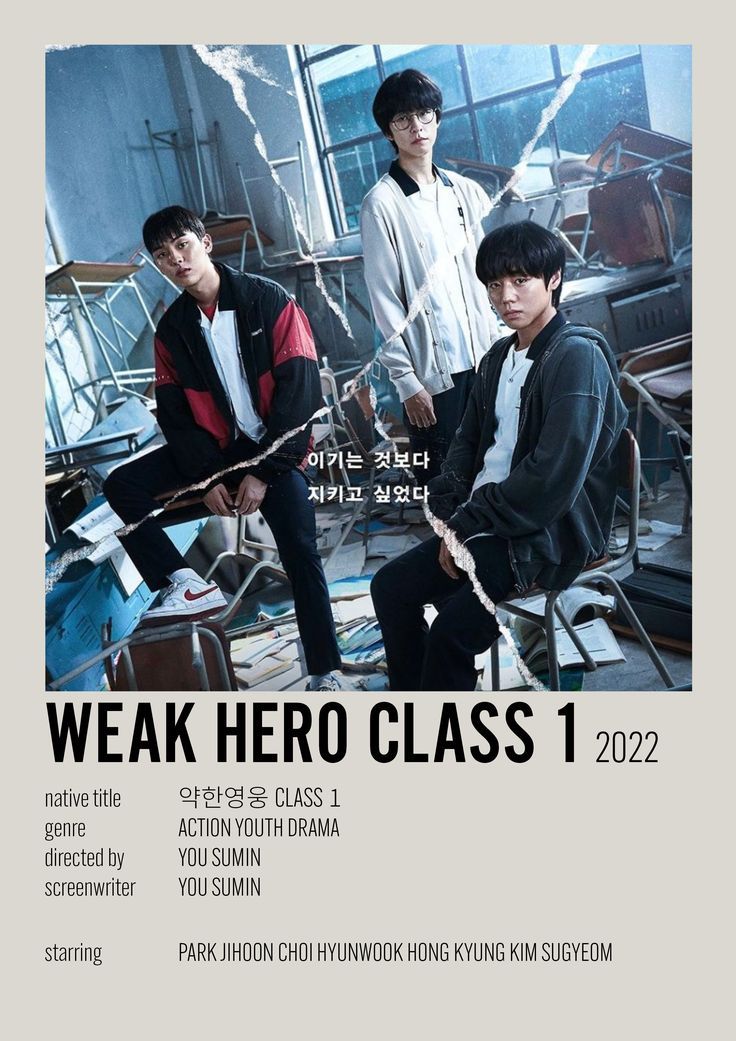 이기는 것보다
지키고 싶었다
WEAK HERO CLASS 1 2022
native title 약한영웅 CLASS 1
genre ACTION YOUTH DRAMA
directed by YOU SUMIN
screenwriter YOU SUMIN
starring PARK JIHOON CHOI HYUNWOOK HONG KYUNG KIM SUGYEOM